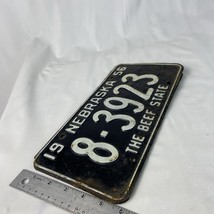 19 NEBRASKA 56
8-3923
THE BEEF STATE